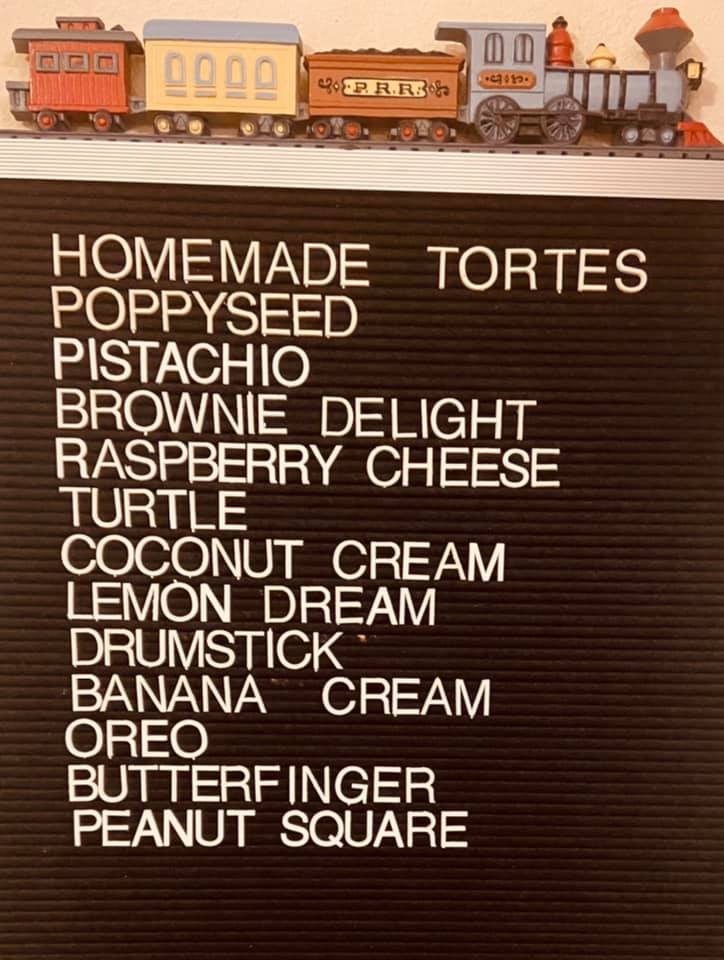 P.R.R.
HOMEMADE TORTES
POPPYSEED
PISTACHIO
BROWNIE DELIGHT
RASPBERRY CHEESE
TURTLE
COCONUT CREAM
LEMON DREAM
DRUMSTICK
BANANA CREAM
OREO
BUTTERFINGER
PEANUT SQUARE